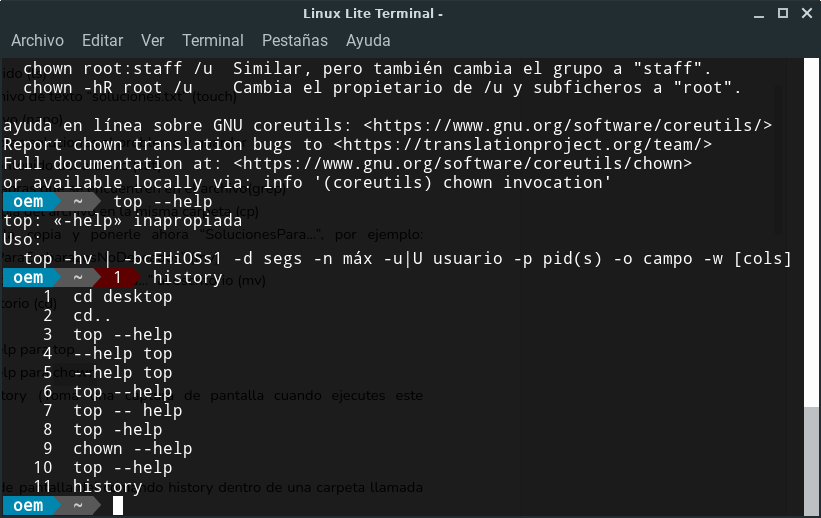 Linux Lite Terminal -
Archivo Editar Ver Terminal Pestañas Ayuda
chown root:staff /u Similar, pero también cambia el grupo a "staff".
chown -hR root /u Cambia el propietario de /u y subficheros a "root".
ayuda en línea sobre GNU coreutils: <https://www.gnu.org/software/coreutils/>
Report chown translation bugs to <https://translationproject.org/team/>
Full documentation at: <https://www.gnu.org/software/coreutils/chown>
or available locally via: info '(coreutils) chown invocation'
oem ~ top --help
top: «-help» inapropiada
Uso:
top -hv | -bcEHiOSs1 -d segs -n máx -u|U usuario -p pid(s) -o campo -w [cols]
oem ~ 1 history
1 cd desktop
2 cd..
3 top --help
4 --help top
5 --help top
6 top --help
7 top -- help
8 top -help
9 chown --help
10 top --help
11 history
oem ~